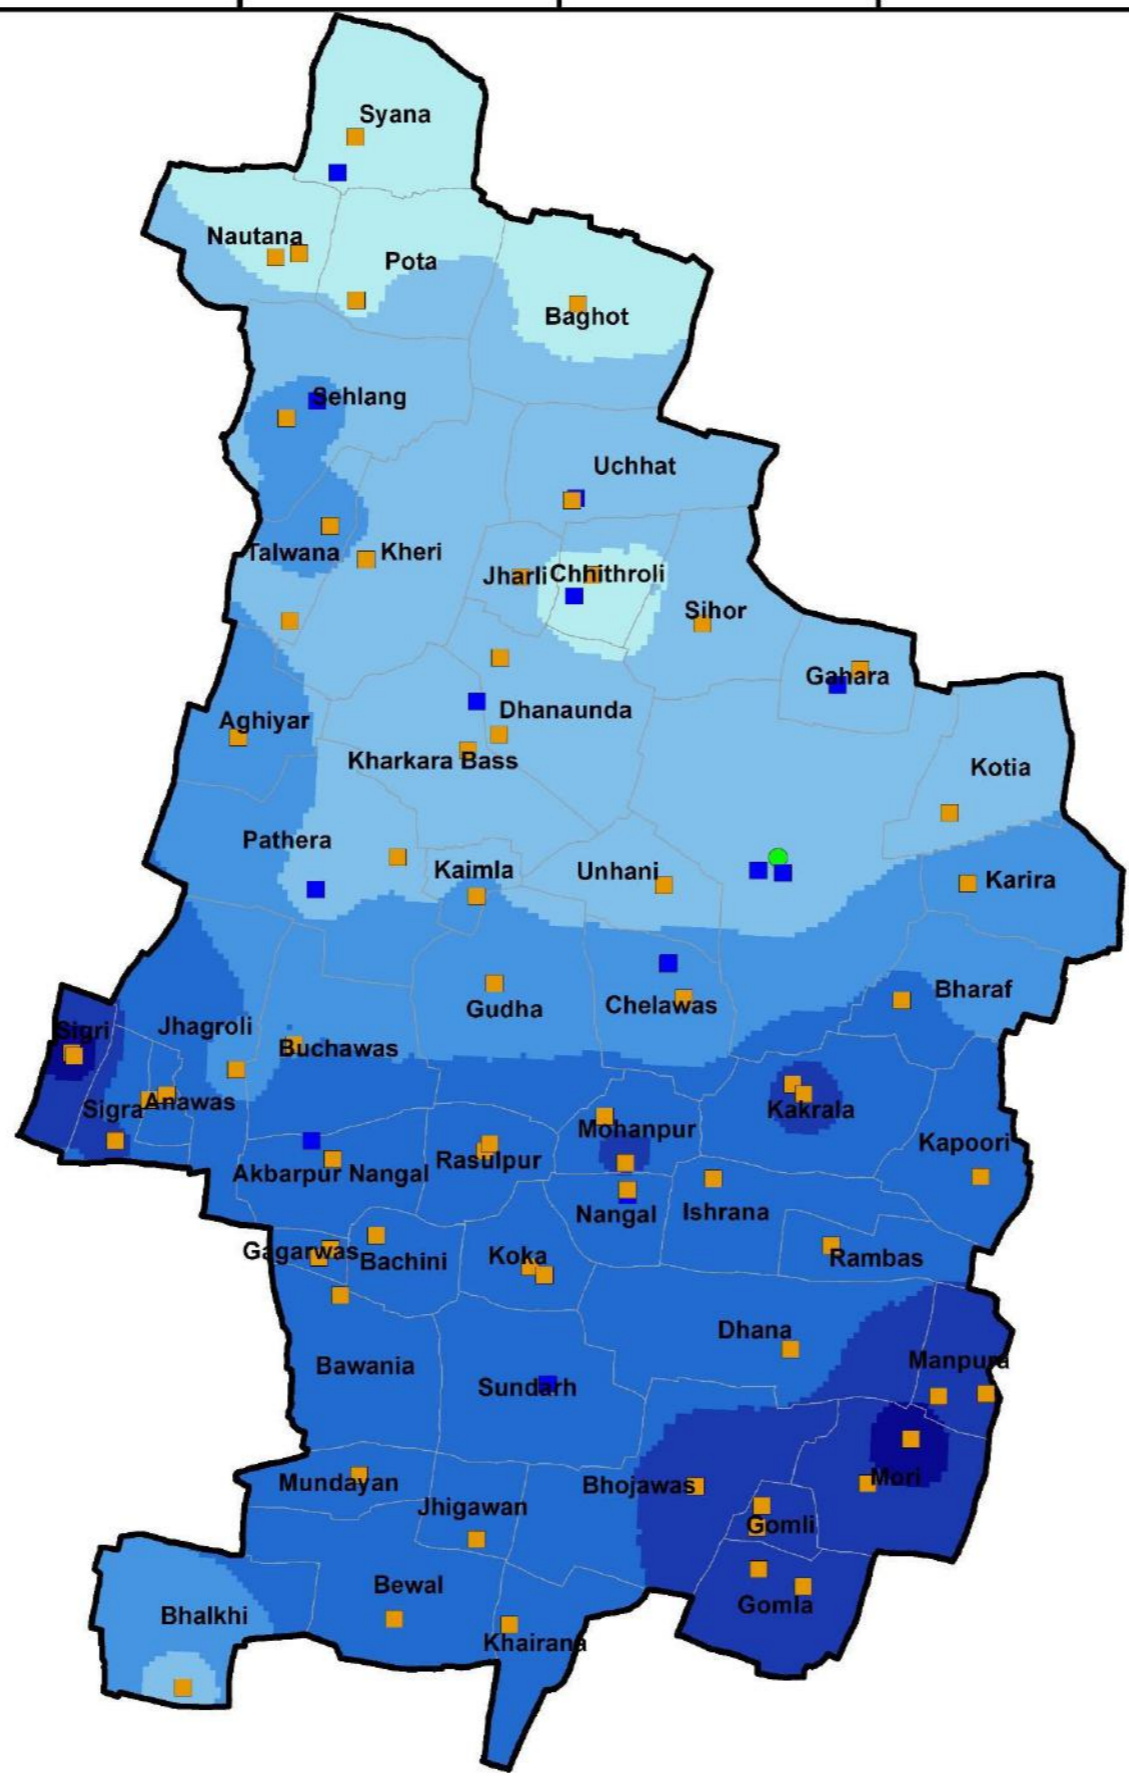 Syana
Nautana
Pota
Baghot
Sehlang
Uchhat
Talwana
Kheri
Jharli
Chhithroli
Sihor
Gahara
Aghiyar
Dhanaunda
Kharkara Bass
Kotia
Pathera
Kaimla
Unhani
Karira
Gudha
Chelawas
Bharaf
Sigri
Jhagroli
Buchawas
Sigra
Anawas
Kakrala
Mohanpur
Kapoori
Akbarpur Nangal
Rasulpur
Nangal
Ishrana
Gagarwas
Bachini
Koka
Rambas
Dhana
Bawania
Manpura
Sundarh
Mundayan
Bhojawas
Mori
Jhigawan
Gomli
Bewal
Gomla
Bhalkhi
Khairana